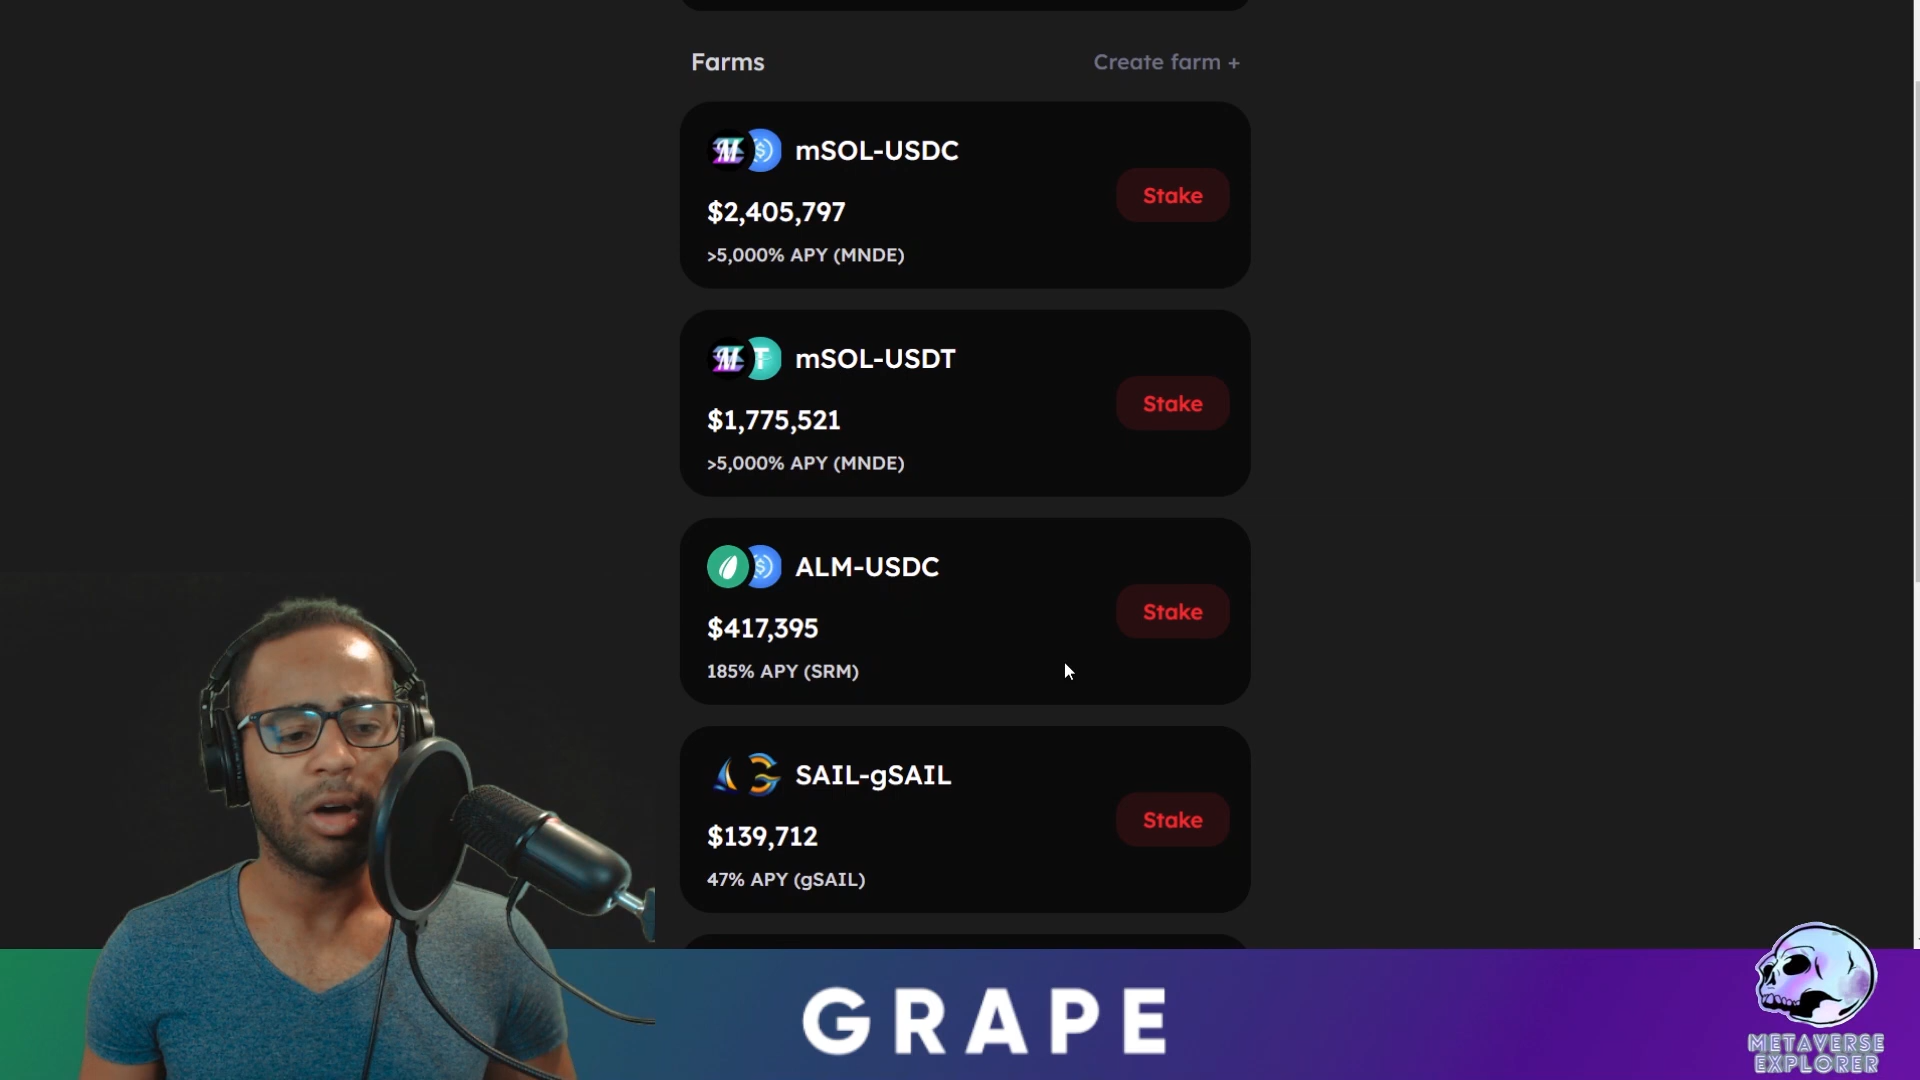 Farms
Create farm +
mSOL-USDC
$2,405,797
>5,000% APY (MNDE)
Stake
mSOL-USDT
$1,775,521
>5,000% APY (MNDE)
Stake
ALM-USDC
$417,395
185% APY (SRM)
Stake
SAIL-gSAIL
$139,712
47% APY (gSAIL)
Stake
GRAPE
METAVERSE
EXPLORER